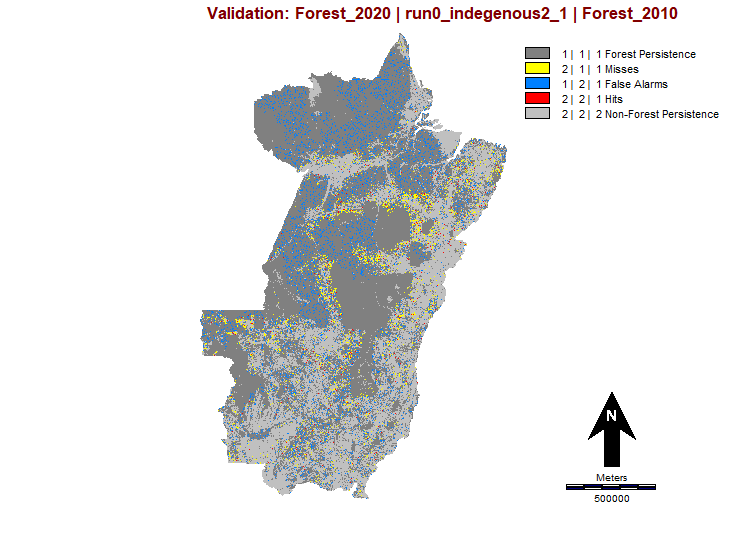 Validation: Forest_2020 | run0_indegenous2_1 | Forest_2010
1 | 1 | 1 Forest Persistence
2 | 1 | 1 Misses
1 | 2 | 1 False Alarms
2 | 2 | 1 Hits
2 | 2 | 2 Non-Forest Persistence
N
Meters
500000